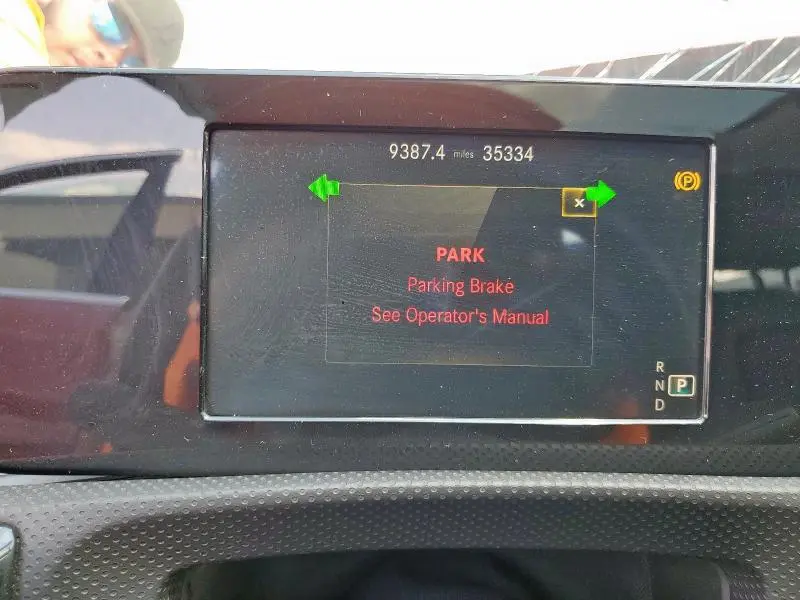 9387.4 miles 35334
P
×
PARK
Parking Brake
See Operator's Manual
R
N P
D